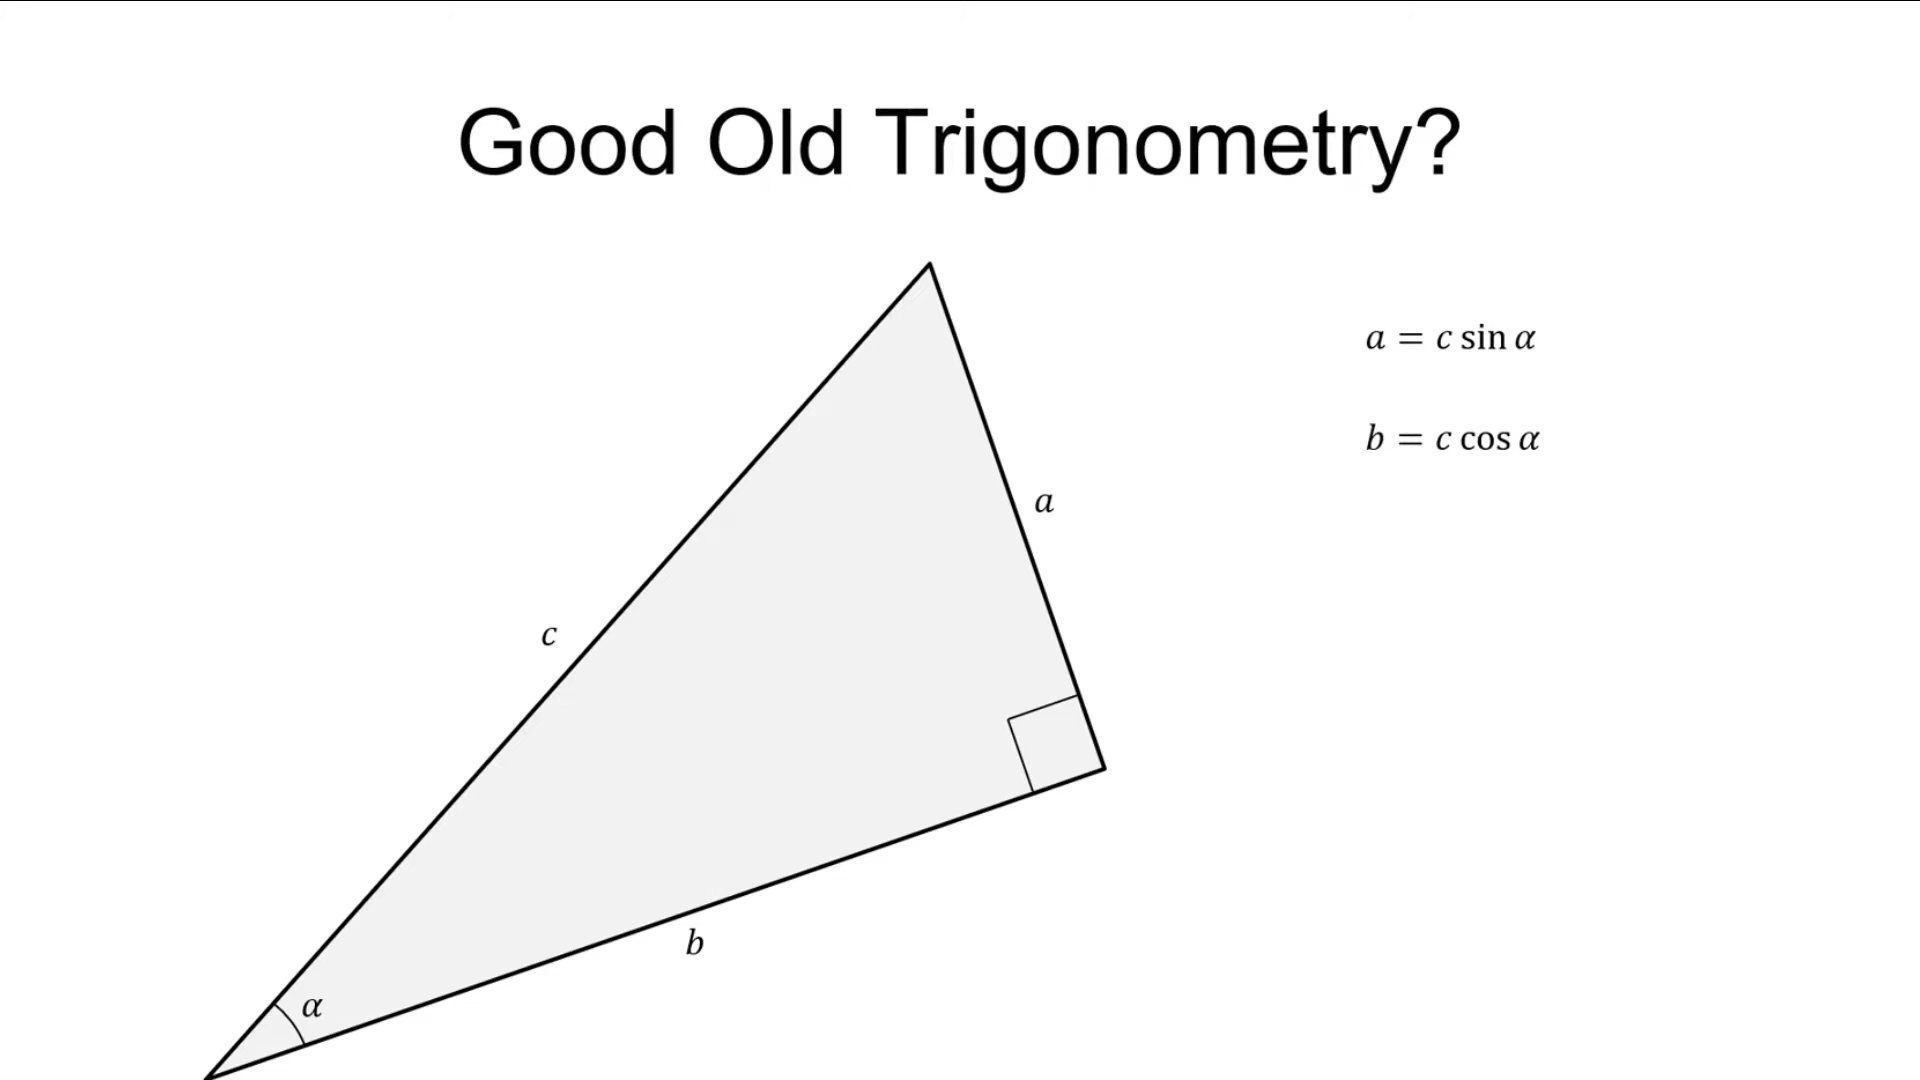 Good Old Trigonometry?
a = c sin α
b = c cos α
a
c
b
α